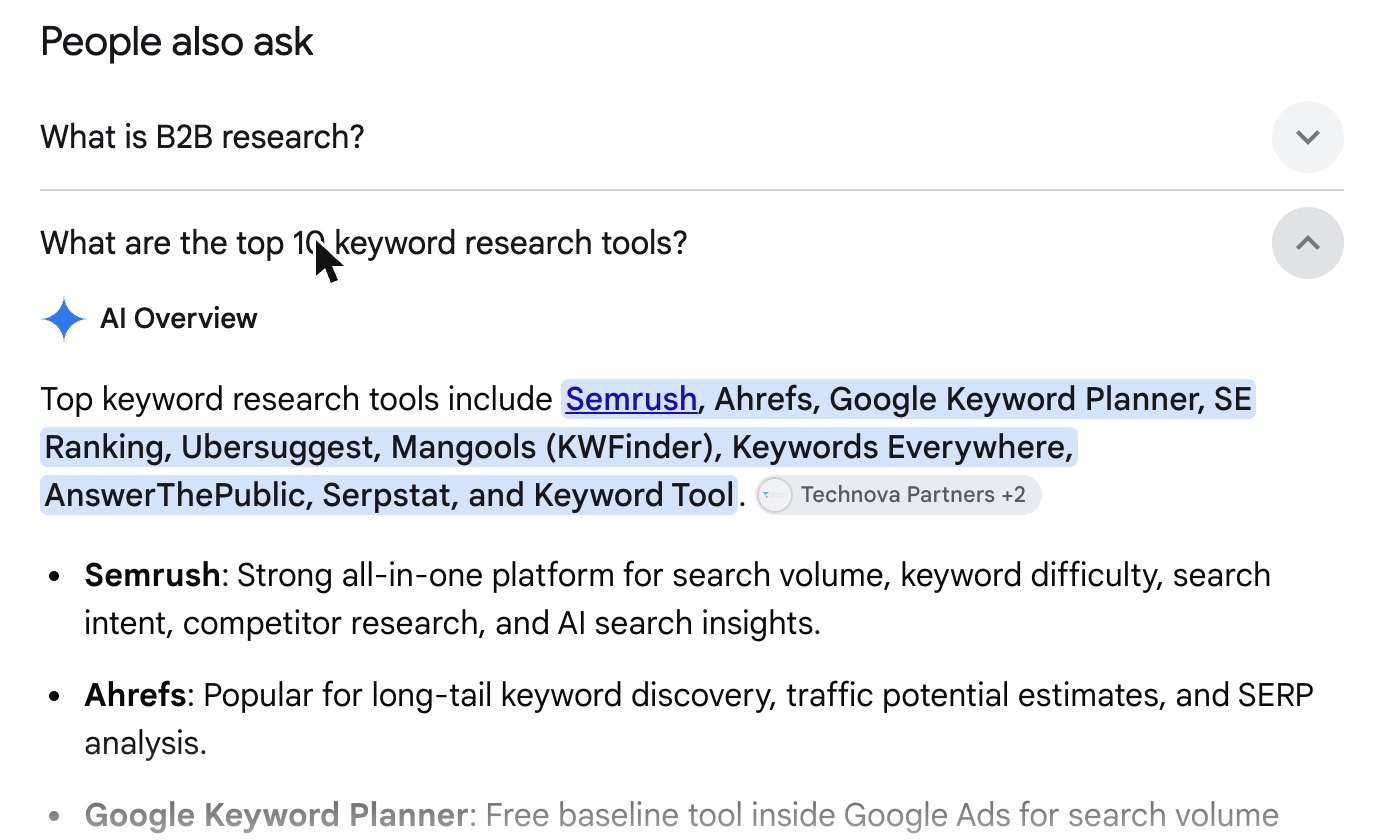 People also ask
What is B2B research?
What are the top 10 keyword research tools?
AI Overview
Top keyword research tools include Semrush, Ahrefs, Google Keyword Planner, SE
Ranking, Ubersuggest, Mangools (KWFinder), Keywords Everywhere,
AnswerThePublic, Serpstat, and Keyword Tool. Technova Partners +2
• Semrush: Strong all-in-one platform for search volume, keyword difficulty, search
intent, competitor research, and AI search insights.
• Ahrefs: Popular for long-tail keyword discovery, traffic potential estimates, and SERP
analysis.
• Google Keyword Planner: Free baseline tool inside Google Ads for search volume